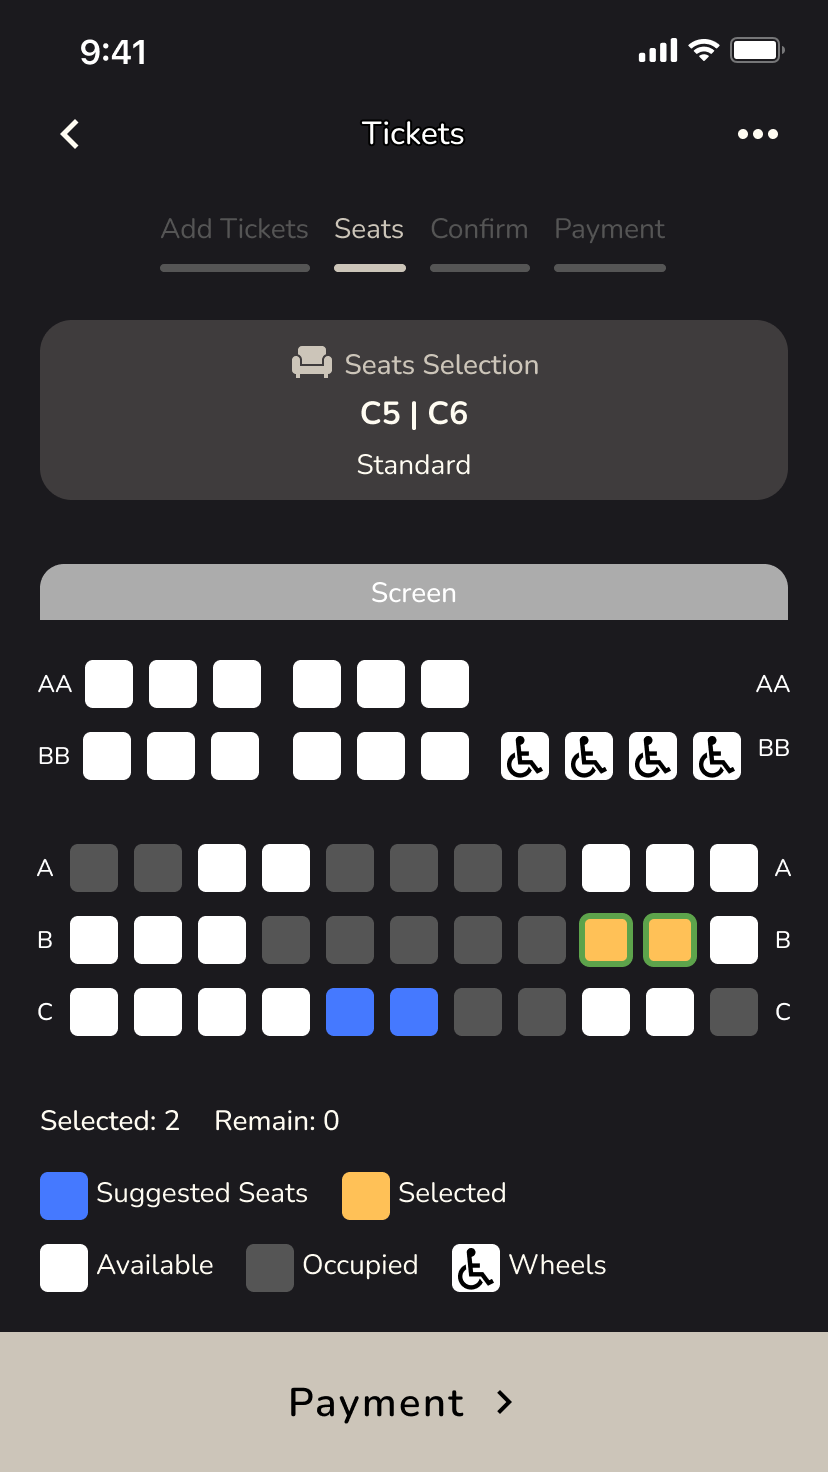 9:41
Tickets
Add Tickets Seats Confirm Payment
Seats Selection
C5 | C6
Standard
Screen
AA AA
BB BB
A A
B B
C C
Selected: 2 Remain: 0
Suggested Seats Selected
Available Occupied Wheels
Payment